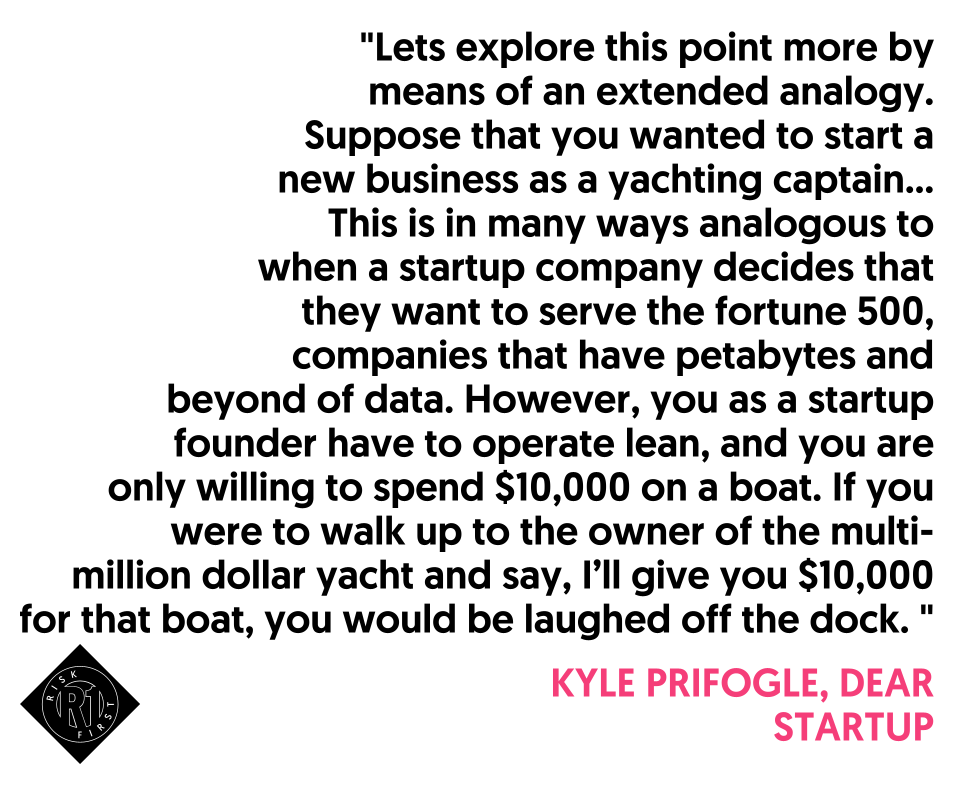 "Lets explore this point more by
means of an extended analogy.
Suppose that you wanted to start a
new business as a yachting captain...
This is in many ways analogous to
when a startup company decides that
they want to serve the fortune 500,
companies that have petabytes and
beyond of data. However, you as a startup
founder have to operate lean, and you are
only willing to spend $10,000 on a boat. If you
were to walk up to the owner of the multi-
million dollar yacht and say, I’ll give you $10,000
for that boat, you would be laughed off the dock. "
RISK
R1
FIRST
KYLE PRIFOGLE, DEAR
STARTUP